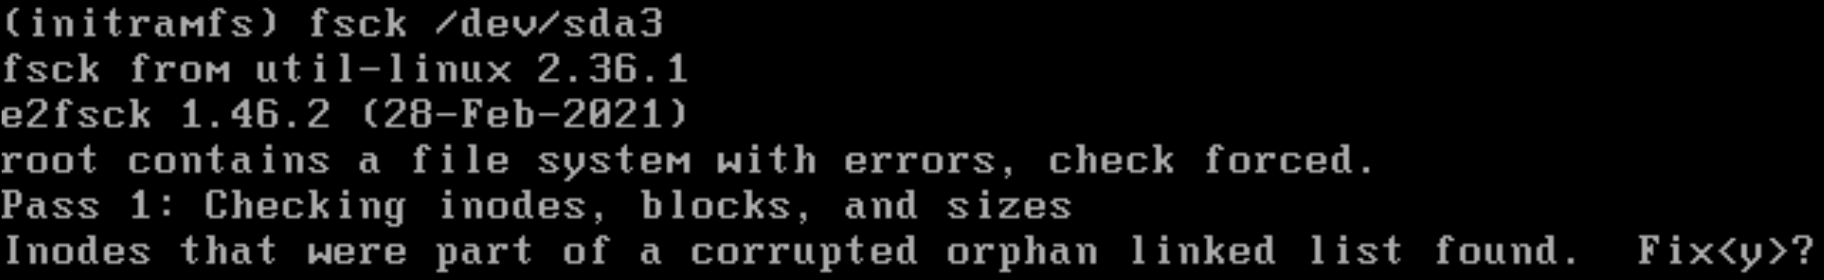 (initramfs) fsck /dev/sda3
fsck from util-linux 2.36.1
e2fsck 1.46.2 (28-Feb-2021)
root contains a file system with errors, check forced.
Pass 1: Checking inodes, blocks, and sizes
Inodes that were part of a corrupted orphan linked list found.  Fix<y>?